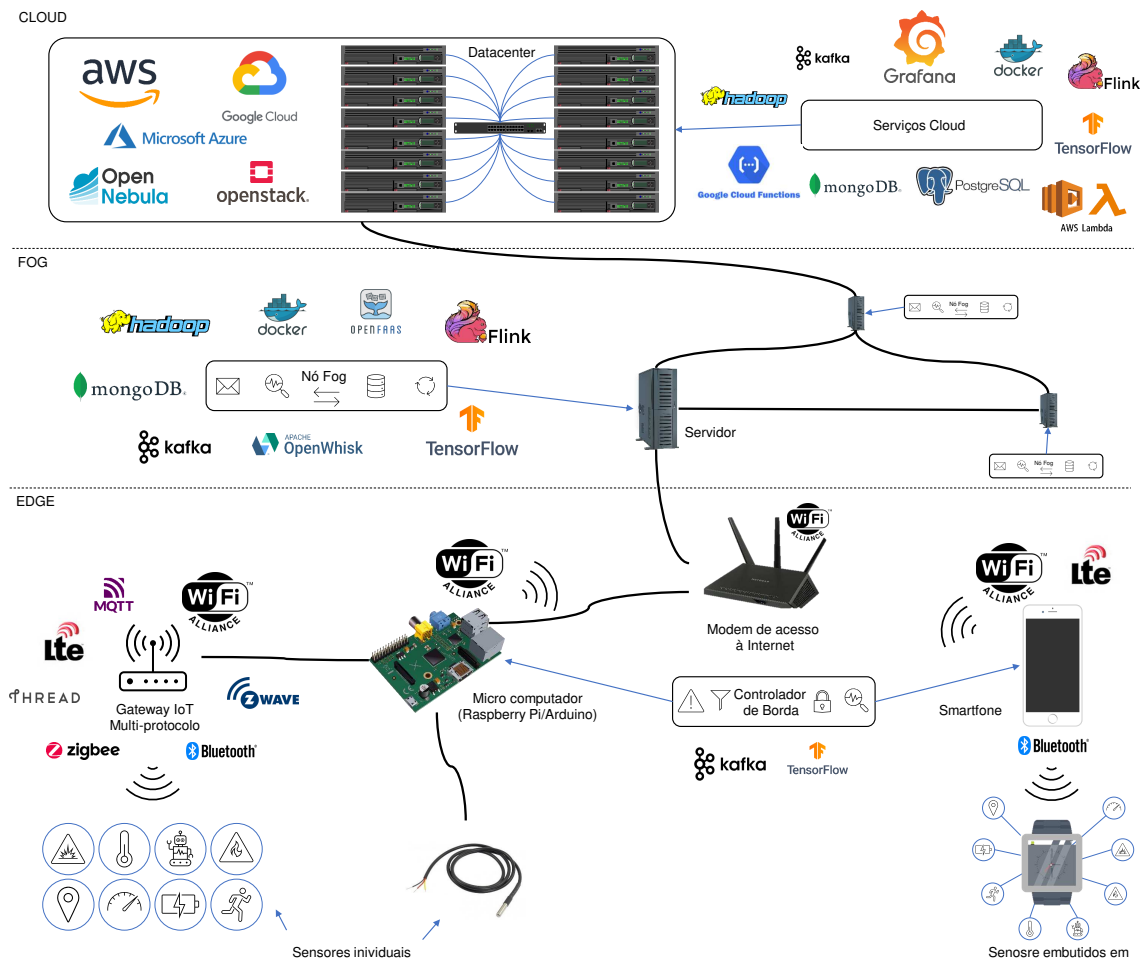 CLOUD
aws
Google Cloud
Microsoft Azure
Open
Nebula
openstack.
Datacenter
kafka
Grafana
docker
Flink
hadoop
Serviços Cloud
TensorFlow
Google Cloud Functions
mongoDB.
PostgreSQL
AWS Lambda
FOG
hadoop
docker
OPENFAAS
Flink
Nó Fog
mongoDB.
Nó Fog
kafka
APACHE
OpenWhisk
TensorFlow
Servidor
Nó Fog
EDGE
MQTT
Wi Fi
ALLIANCE
TM
Lte
THREAD
Gateway IoT
Multi-protocolo
Z WAVE
zigbee
Bluetooth®
Wi Fi
ALLIANCE
TM
Micro computador
(Raspberry Pi/Arduino)
Wi Fi
ALLIANCE
Modem de acesso
à Internet
Controlador
de Borda
kafka
TensorFlow
Wi Fi
ALLIANCE
TM
Lte
Smartfone
Bluetooth®
Sensores inividuais
Senosre embutidos em